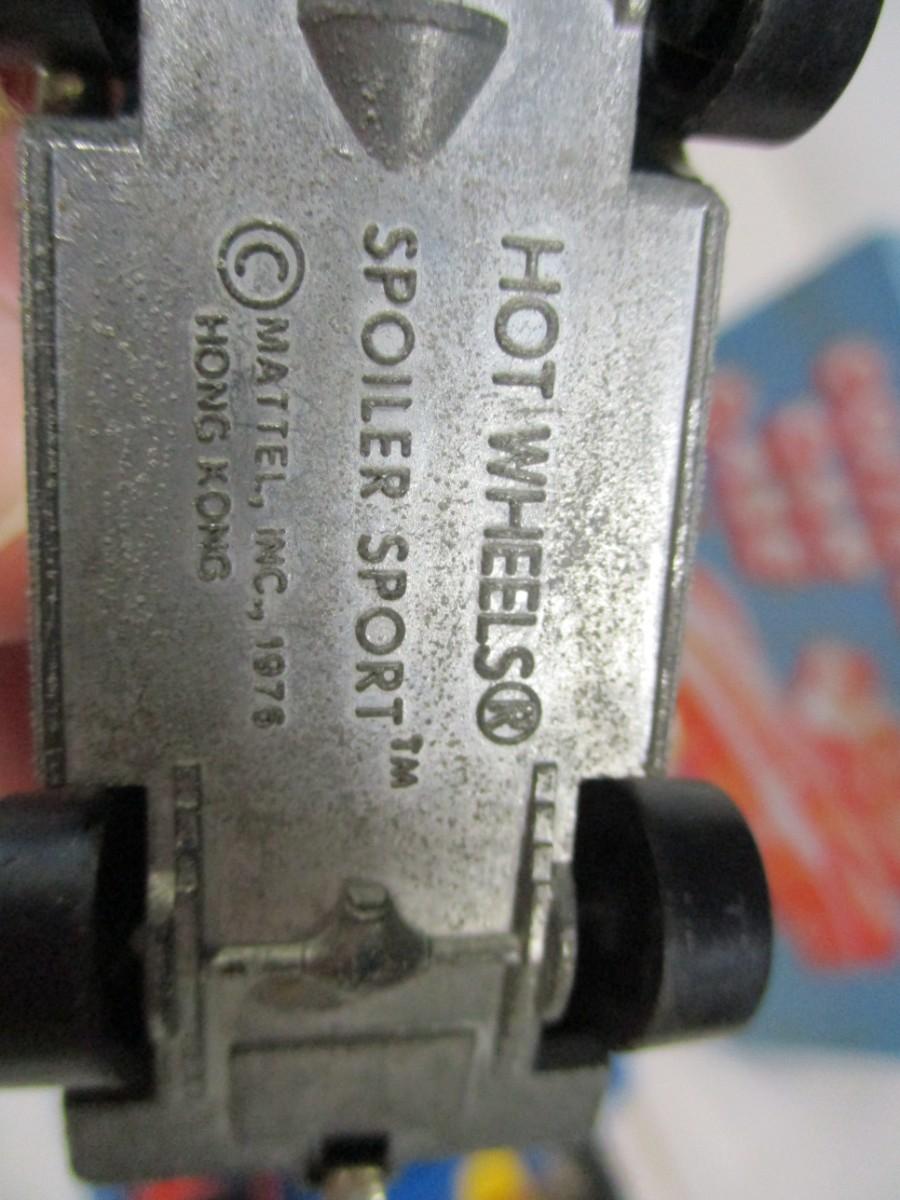 HOT WHEELS®
SPOILER SPORT™
© MATTEL, INC., 1976
HONG KONG